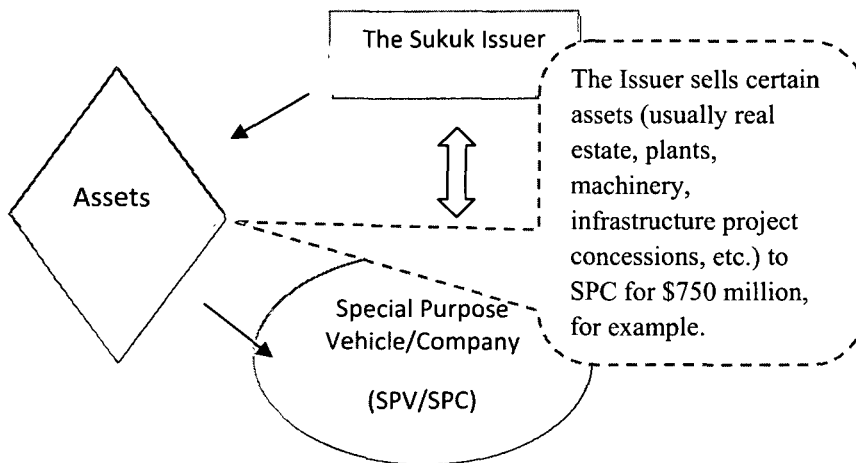 The Sukuk Issuer
The Issuer sells certain
assets (usually real
estate, plants,
machinery,
infrastructure project
concessions, etc.) to
SPC for $750 million,
for example.
Assets
Special Purpose
Vehicle/Company
(SPV/SPC)